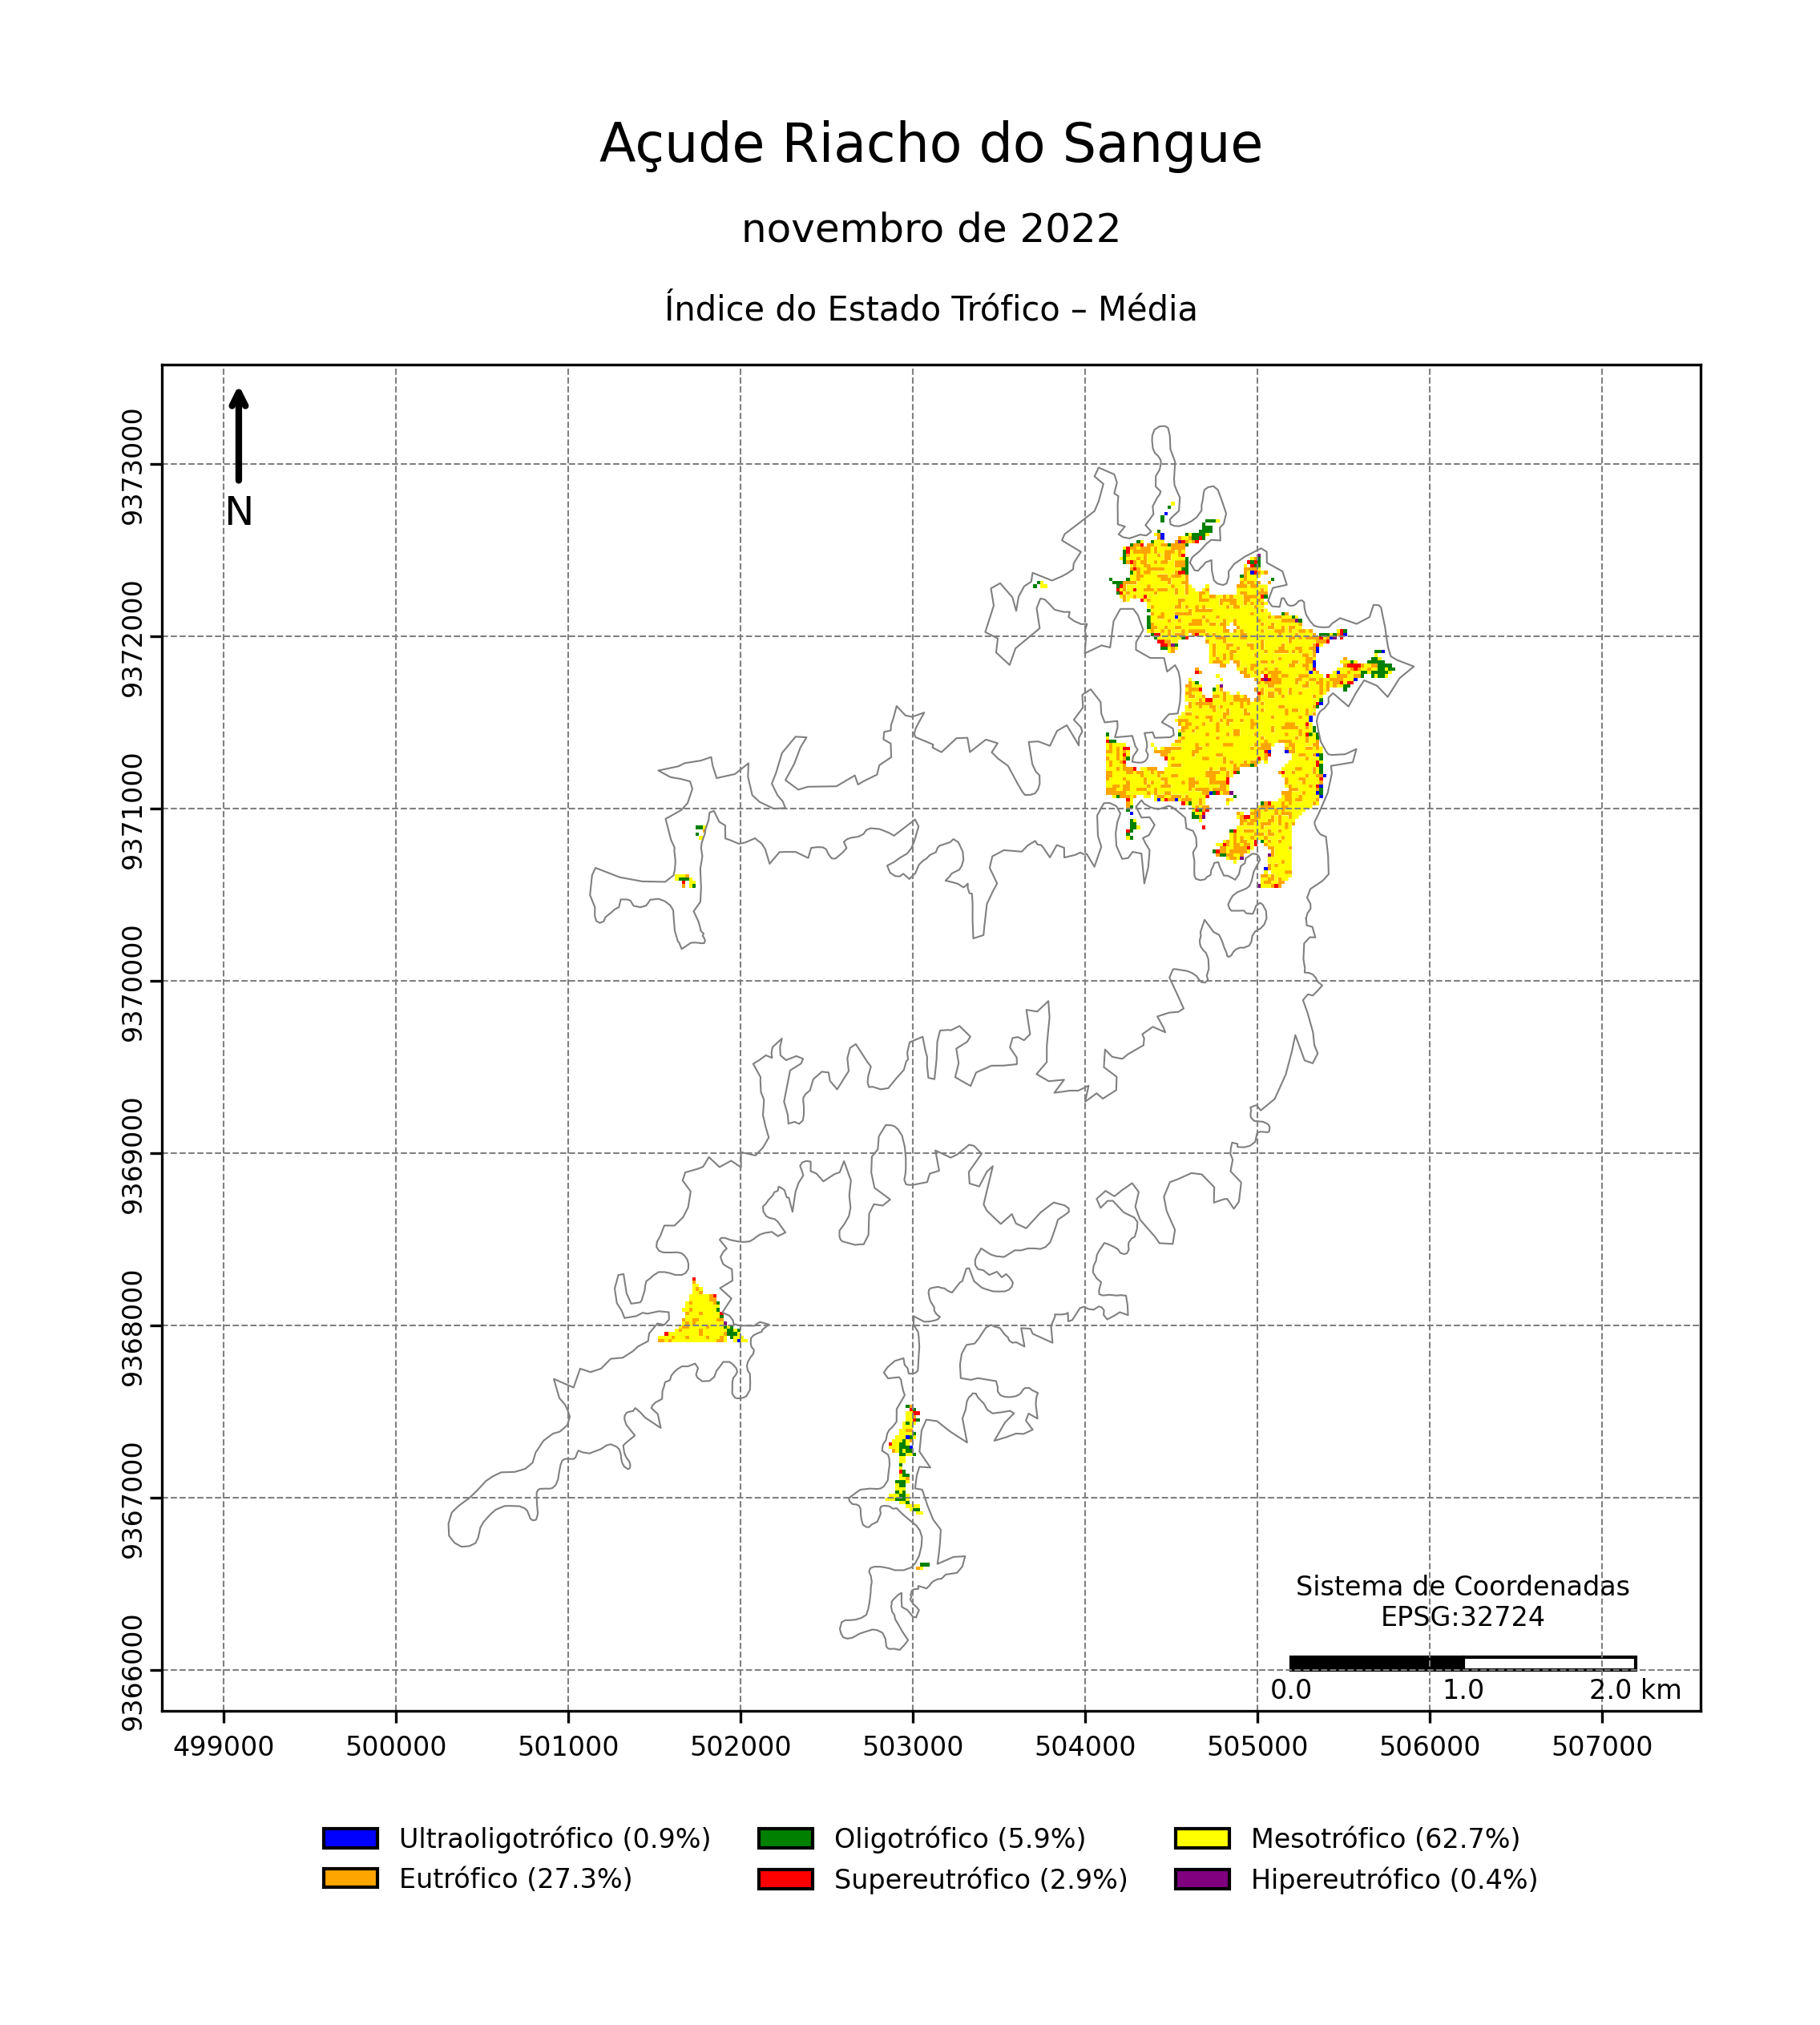 Açude Riacho do Sangue
novembro de 2022
Índice do Estado Trófico – Média
N
9373000
9372000
9371000
9370000
9369000
9368000
9367000
9366000
Sistema de Coordenadas
EPSG:32724
0.0 1.0 2.0 km
499000 500000 501000 502000 503000 504000 505000 506000 507000
Ultraoligotrófico (0.9%) Oligotrófico (5.9%) Mesotrófico (62.7%)
Eutrófico (27.3%) Supereutrófico (2.9%) Hipereutrófico (0.4%)